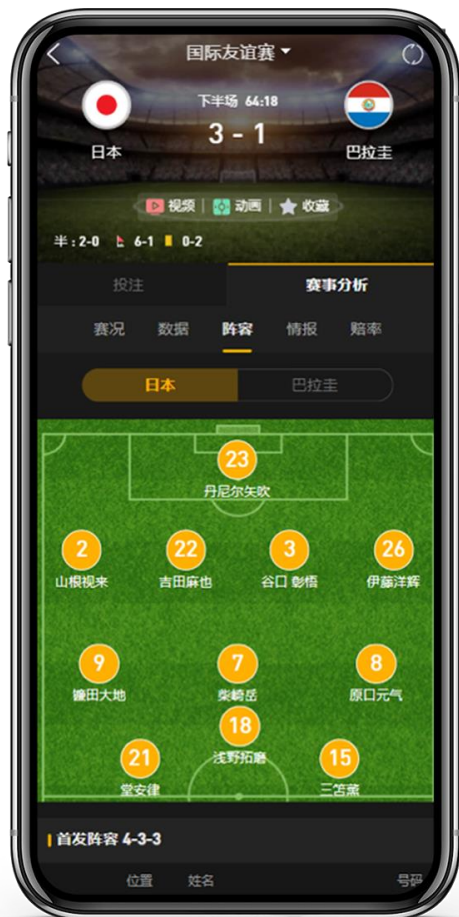 国际友谊赛
下半场 64:18
3 - 1
日本
巴拉圭
视频 | 动画 | 收藏
半 : 2-0 6-1 0-2
投注 赛事分析
赛况 数据 阵容 情报 赔率
日本 巴拉圭
23
丹尼尔矢吹
2 22 3 26
山根视来 吉田麻也 谷口 彰悟 伊藤洋辉
9 7 8
镰田大地 柴崎岳 原口元气
18
浅野拓磨
21 15
堂安律 三笘薫
首发阵容 4-3-3
位置 姓名 号码